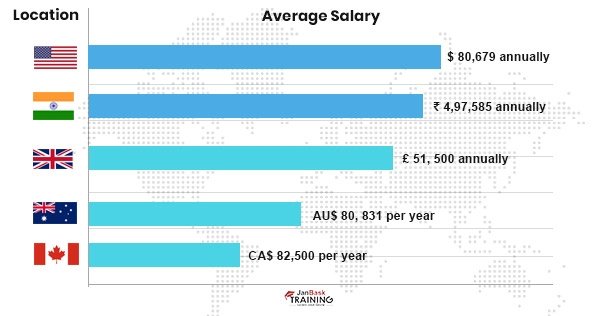 Location Average Salary
$ 80,679 annually
₹ 4,97,585 annually
£ 51, 500 annually
AU$ 80, 831 per year
CA$ 82,500 per year
JanBask
TRAINING